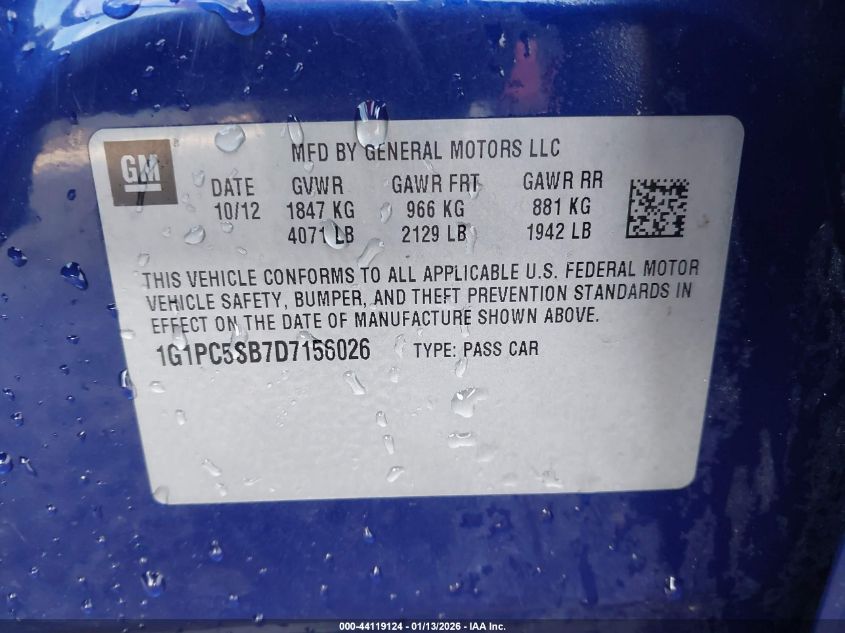 GM
MFD BY GENERAL MOTORS LLC
DATE GVWR GAWR FRT GAWR RR
10/12 1847 KG 966 KG 881 KG
4071 LB 2129 LB 1942 LB
THIS VEHICLE CONFORMS TO ALL APPLICABLE U.S. FEDERAL MOTOR
VEHICLE SAFETY, BUMPER, AND THEFT PREVENTION STANDARDS IN
EFFECT ON THE DATE OF MANUFACTURE SHOWN ABOVE.
1G1PC5SB7D7156026 TYPE: PASS CAR
000-44119124 - 01/13/2026 - IAA Inc.